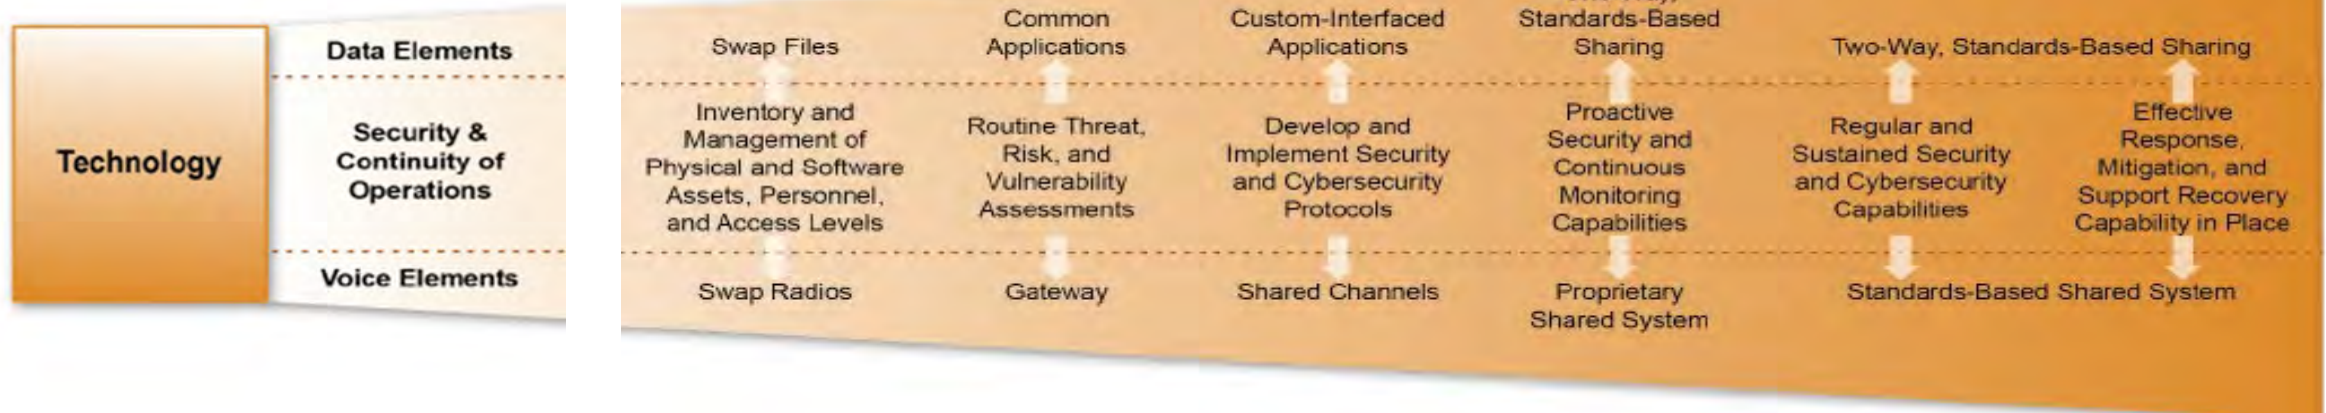 Technology
Data Elements
Security &
Continuity of
Operations
Voice Elements
Swap Files
Common
Applications
Custom-Interfaced
Applications
Standards-Based
Sharing
Two-Way, Standards-Based Sharing
Inventory and
Management of
Physical and Software
Assets, Personnel,
and Access Levels
Routine Threat,
Risk, and
Vulnerability
Assessments
Develop and
Implement Security
and Cybersecurity
Protocols
Proactive
Security and
Continuous
Monitoring
Capabilities
Regular and
Sustained Security
and Cybersecurity
Capabilities
Effective
Response,
Mitigation, and
Support Recovery
Capability in Place
Swap Radios
Gateway
Shared Channels
Proprietary
Shared System
Standards-Based Shared System